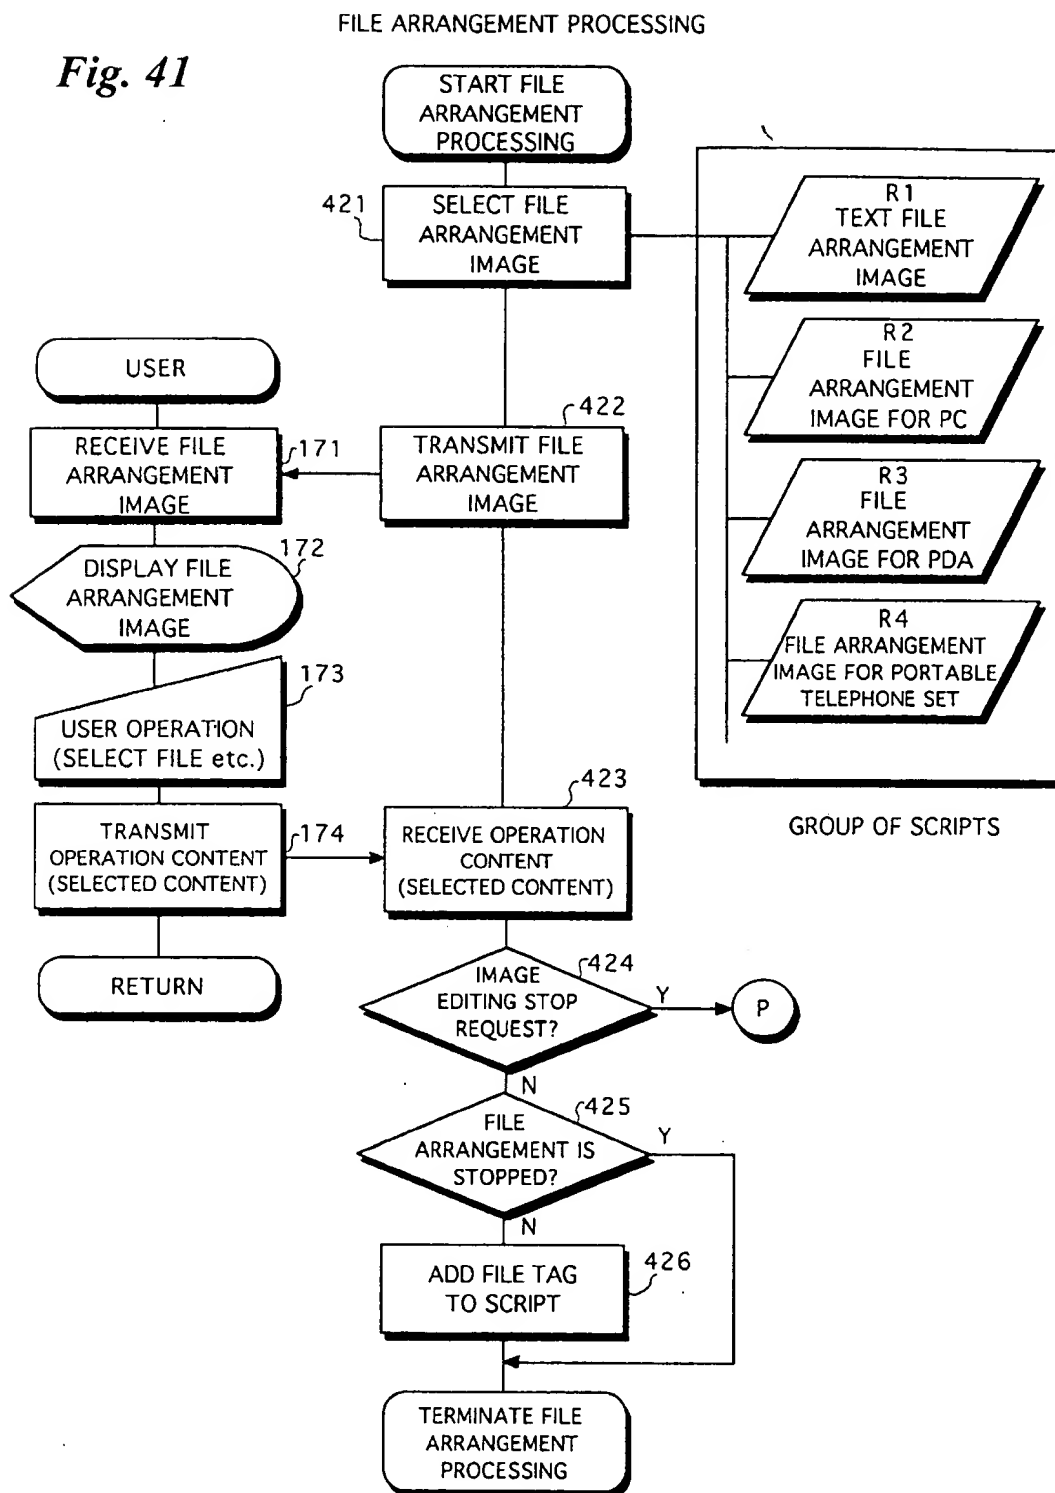 FILE ARRANGEMENT PROCESSING
Fig. 41
START FILE
ARRANGEMENT
PROCESSING
421
SELECT FILE
ARRANGEMENT
IMAGE
R1
TEXT FILE
ARRANGEMENT
IMAGE
R2
FILE
ARRANGEMENT
IMAGE FOR PC
R3
FILE
ARRANGEMENT
IMAGE FOR PDA
R4
FILE ARRANGEMENT
IMAGE FOR PORTABLE
TELEPHONE SET
GROUP OF SCRIPTS
USER
RECEIVE FILE
ARRANGEMENT
IMAGE
171
422
TRANSMIT FILE
ARRANGEMENT
IMAGE
172
DISPLAY FILE
ARRANGEMENT
IMAGE
173
USER OPERATION
(SELECT FILE etc.)
TRANSMIT
OPERATION CONTENT
(SELECTED CONTENT)
174
RETURN
423
RECEIVE OPERATION
CONTENT
(SELECTED CONTENT)
424
IMAGE
EDITING STOP
REQUEST?
Y
P
N
425
FILE
ARRANGEMENT IS
STOPPED?
Y
N
ADD FILE TAG
TO SCRIPT
426
TERMINATE FILE
ARRANGEMENT
PROCESSING